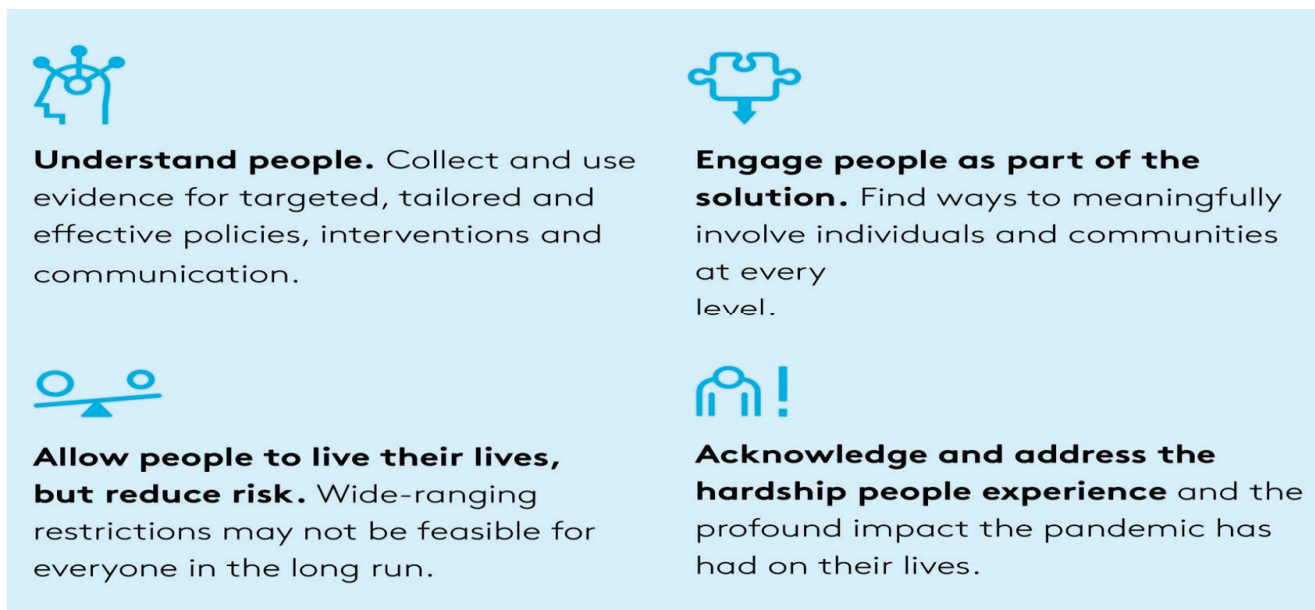 Understand people. Collect and use
evidence for targeted, tailored and
effective policies, interventions and
communication.
Engage people as part of the
solution. Find ways to meaningfully
involve individuals and communities
at every
level.
Allow people to live their lives,
but reduce risk. Wide-ranging
restrictions may not be feasible for
everyone in the long run.
Acknowledge and address the
hardship people experience and the
profound impact the pandemic has
had on their lives.